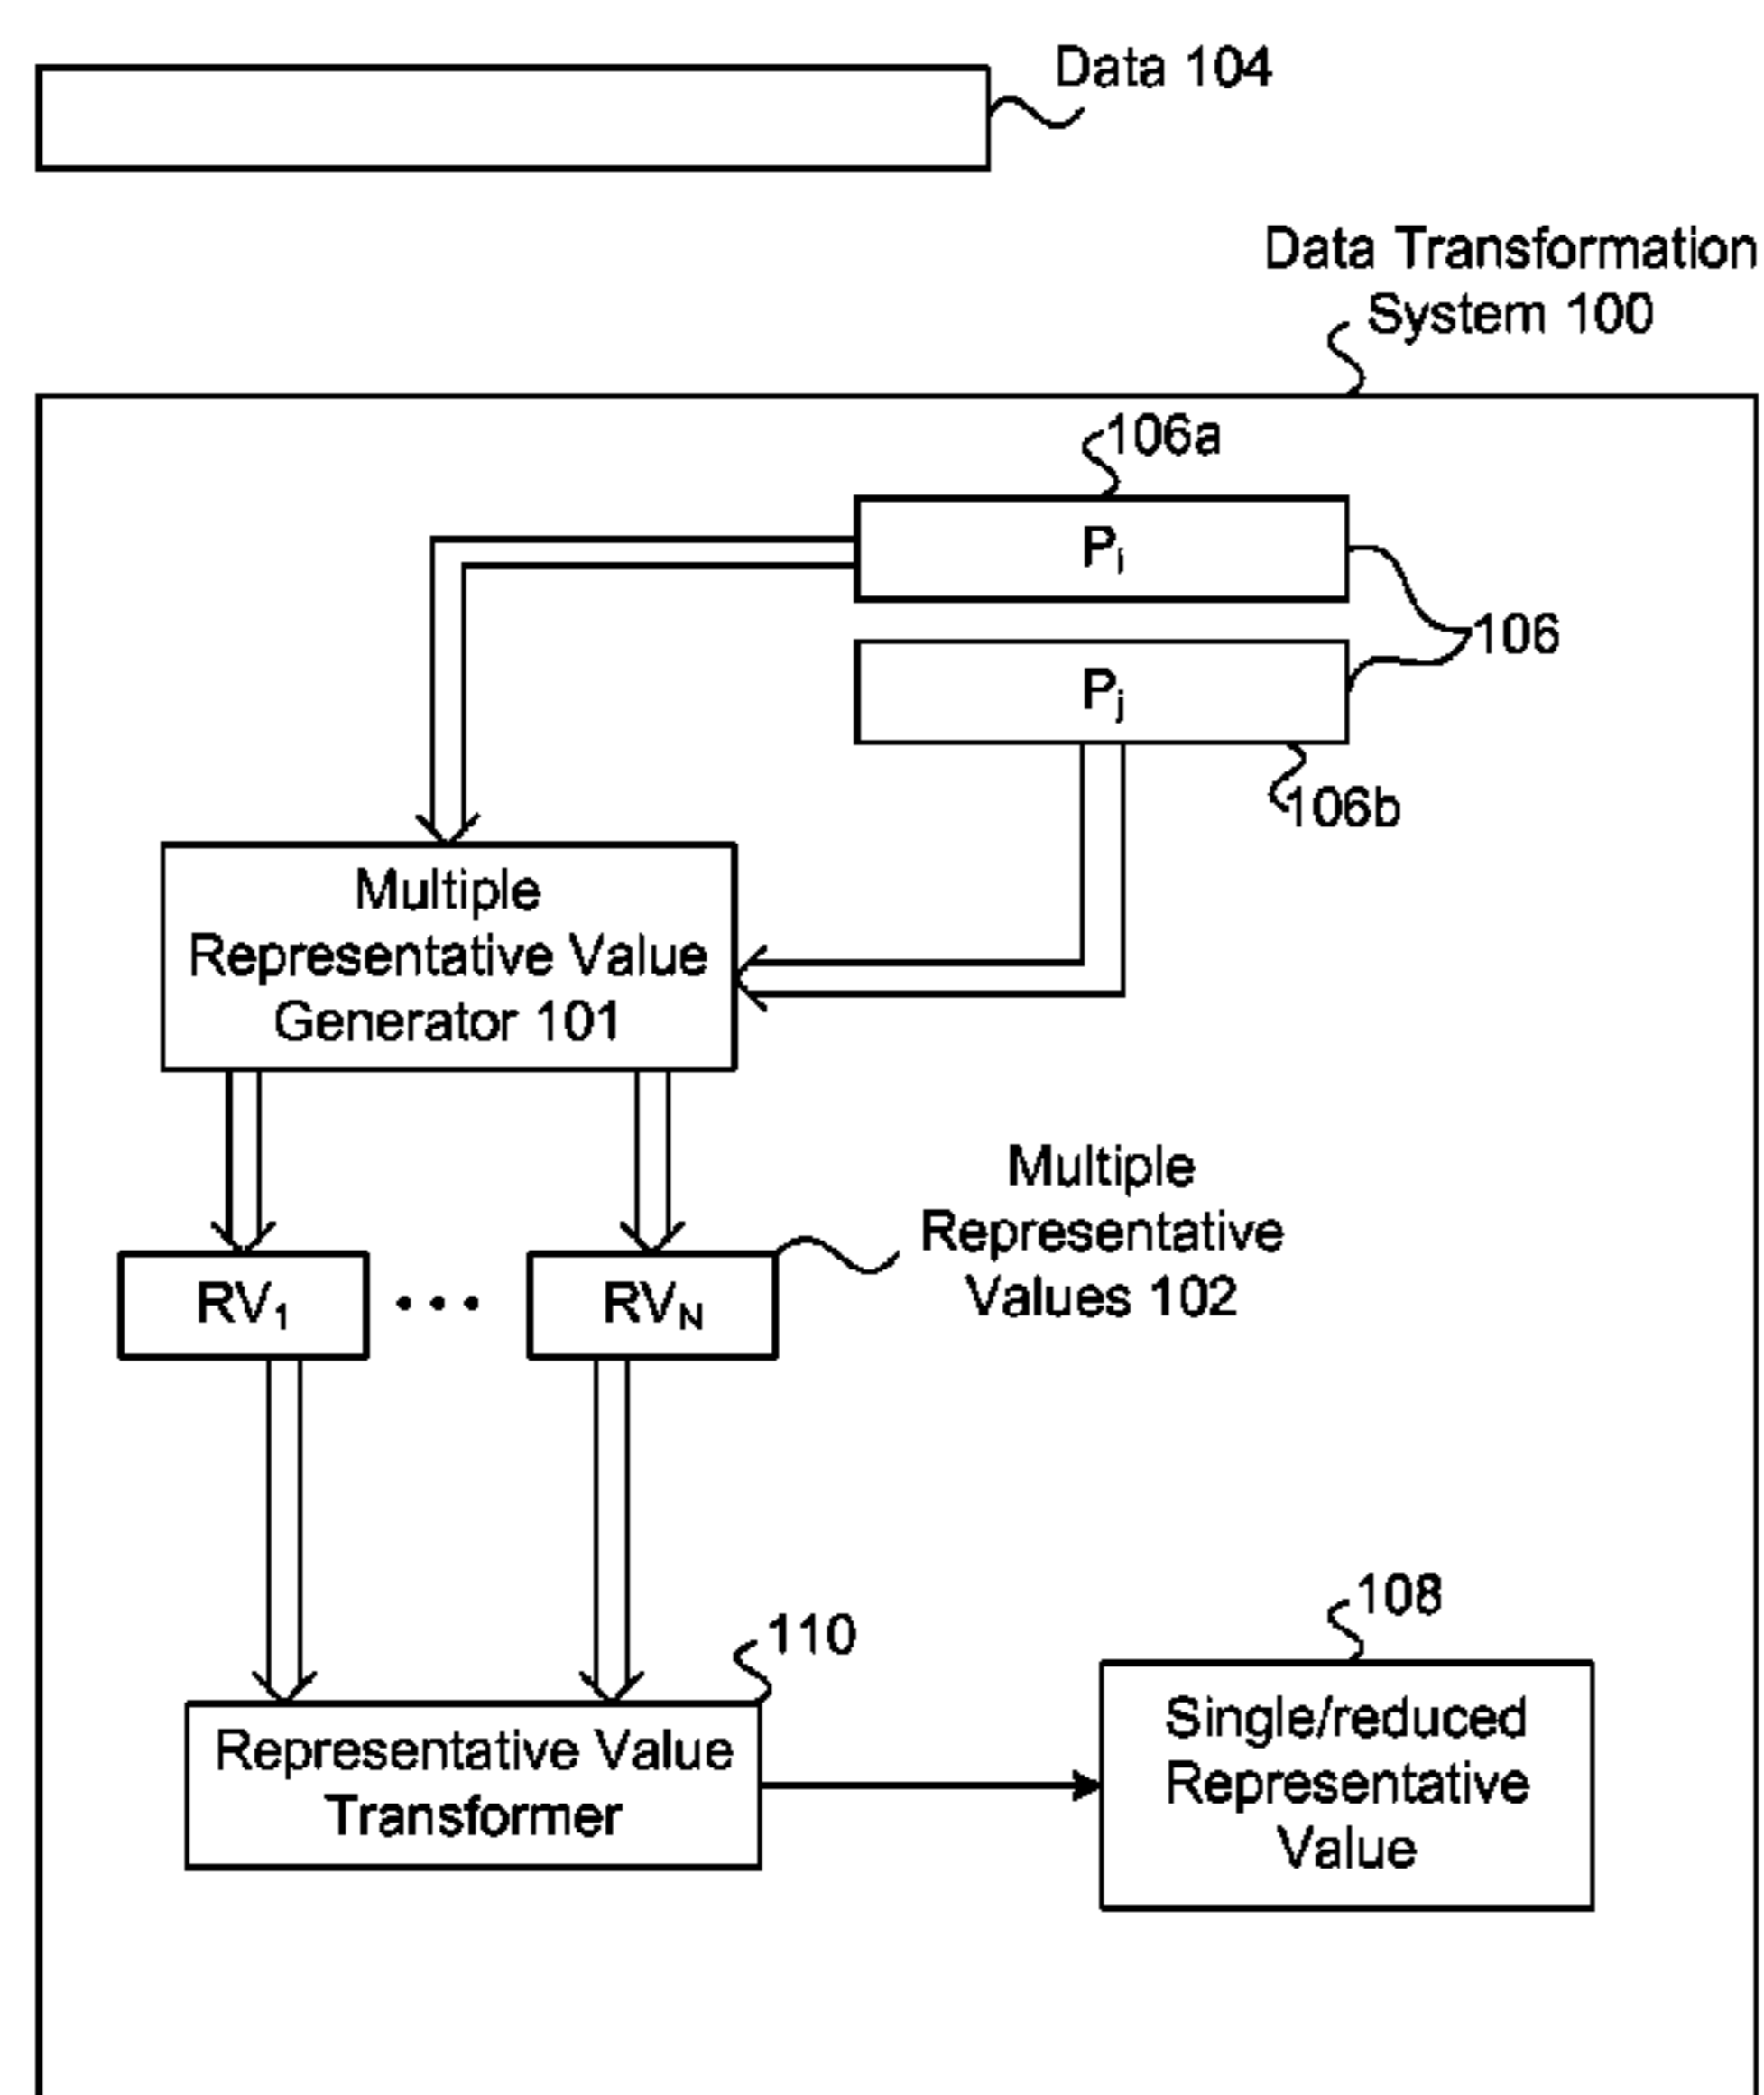 Data 104
Data Transformation
System 100
106a
Pi
106
Pj
106b
Multiple
Representative Value
Generator 101
Multiple
Representative
Values 102
RV1
RVN
110
108
Representative Value
Transformer
Single/reduced
Representative
Value